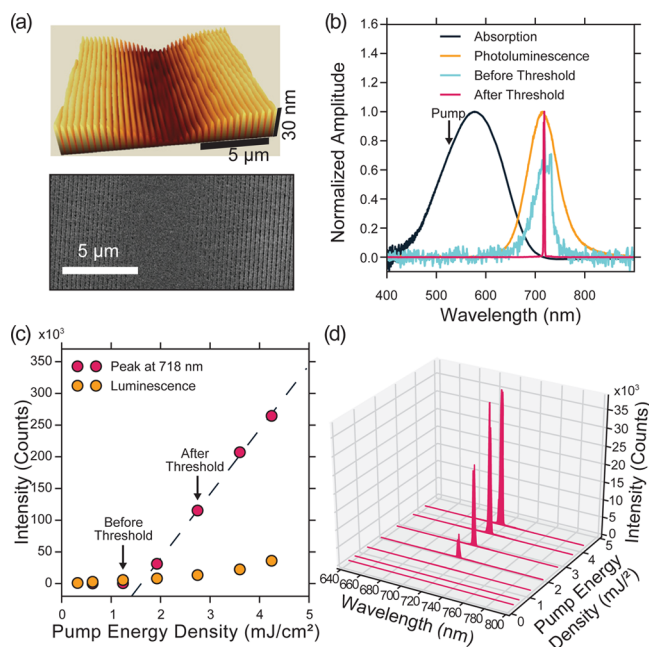 (a)
30 nm
5 µm
5 µm
(b)
Normalized Amplitude
1.6
1.4
1.2
1.0
0.8
0.6
0.4
0.2
0.0
Absorption
Photoluminescence
Before Threshold
After Threshold
Pump
400 500 600 700 800
Wavelength (nm)
(c)
x10³
Intensity (Counts)
350
300
250
200
150
100
50
0
Peak at 718 nm
Luminescence
After
Threshold
Before
Threshold
0 1 2 3 4 5
Pump Energy Density (mJ/cm²)
(d)
x10³
35
30
25
20
15
10
5
0
Intensity (Counts)
640
660
680
700
720
740
760
780
800
Wavelength (nm)
0
1
2
3
4
5
Pump Energy
Density (mJ/²)